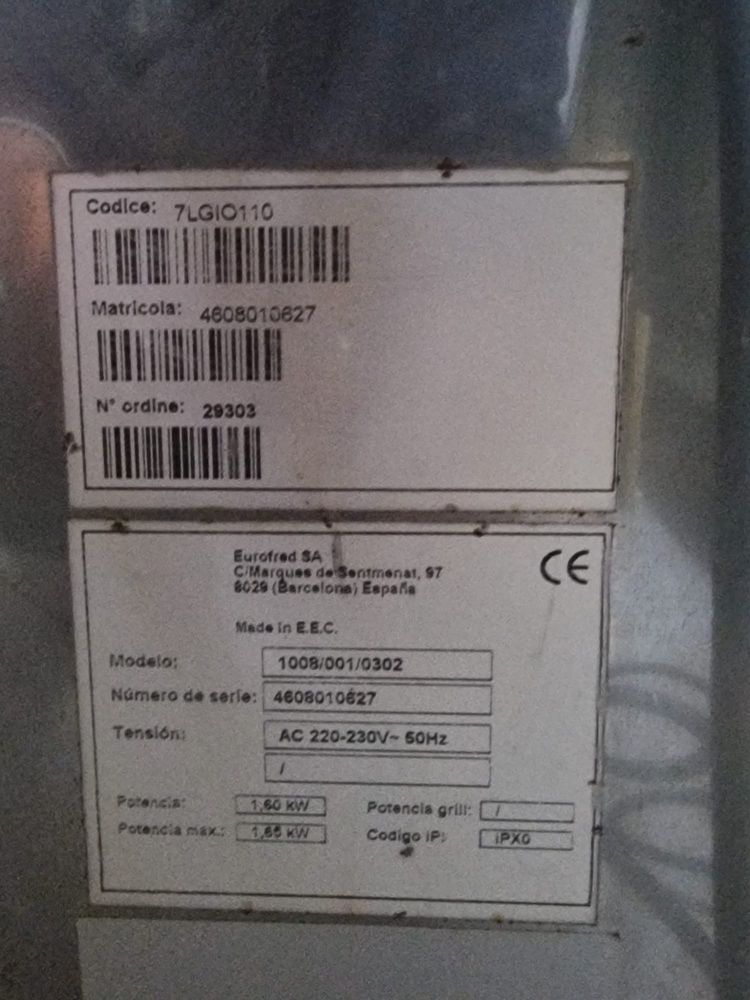 Codice: 7LGIO110
Matricola: 4608010627
N° ordine: 29303
Eurofred SA
C/Marques de Sentmenat, 97
8029 (Barcelona) España
CE
Made in E.E.C.
Modelo: 1008/001/0302
Número de serie: 4608010627
Tensión: AC 220-230V~ 50Hz
/
Potencia: 1,60 kW Potencia grill: /
Potencia max.: 1,65 kW Codigo IP: IPX0